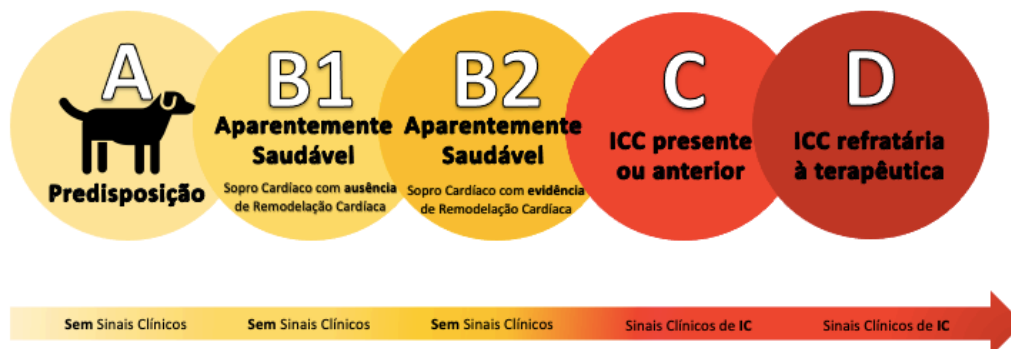 A
Predisposição
B1
Aparentemente
Saudável
Sopro Cardíaco com ausência
de Remodelação Cardíaca
B2
Aparentemente
Saudável
Sopro Cardíaco com evidência
de Remodelação Cardíaca
C
ICC presente
ou anterior
D
ICC refratária
à terapêutica
Sem Sinais Clínicos
Sem Sinais Clínicos
Sem Sinais Clínicos
Sinais Clínicos de IC
Sinais Clínicos de IC